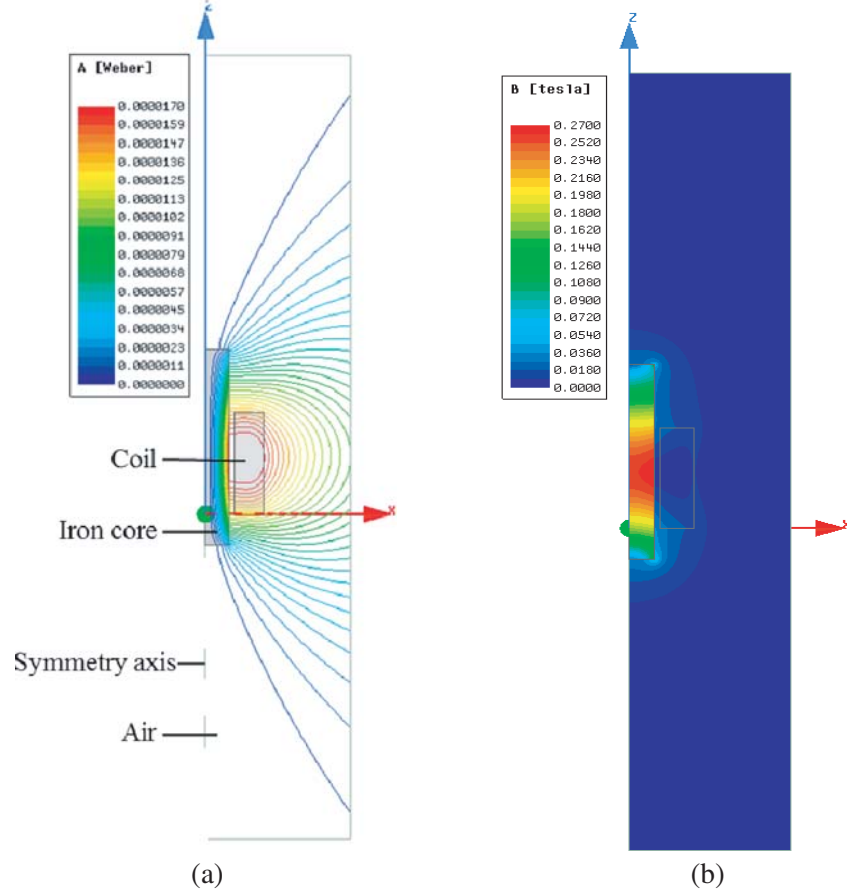 z
A [Weber]
0.0000170
0.0000159
0.0000147
0.0000136
0.0000125
0.0000113
0.0000102
0.0000091
0.0000079
0.0000068
0.0000057
0.0000045
0.0000034
0.0000023
0.0000011
0.0000000
Coil
x
Iron core
Symmetry axis
Air
(a)
z
B [tesla]
0.2700
0.2520
0.2340
0.2160
0.1980
0.1800
0.1620
0.1440
0.1260
0.1080
0.0900
0.0720
0.0540
0.0360
0.0180
0.0000
x
(b)